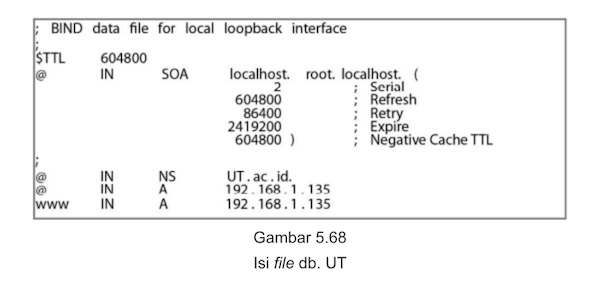 ; BIND data file for local loopback interface
;
$TTL 604800
@ IN SOA localhost. root. localhost. (
2 ; Serial
604800 ; Refresh
86400 ; Retry
2419200 ; Expire
604800 ) ; Negative Cache TTL
;
@ IN NS UT.ac.id.
@ IN A 192.168.1.135
www IN A 192.168.1.135
Gambar 5.68
Isi file db. UT